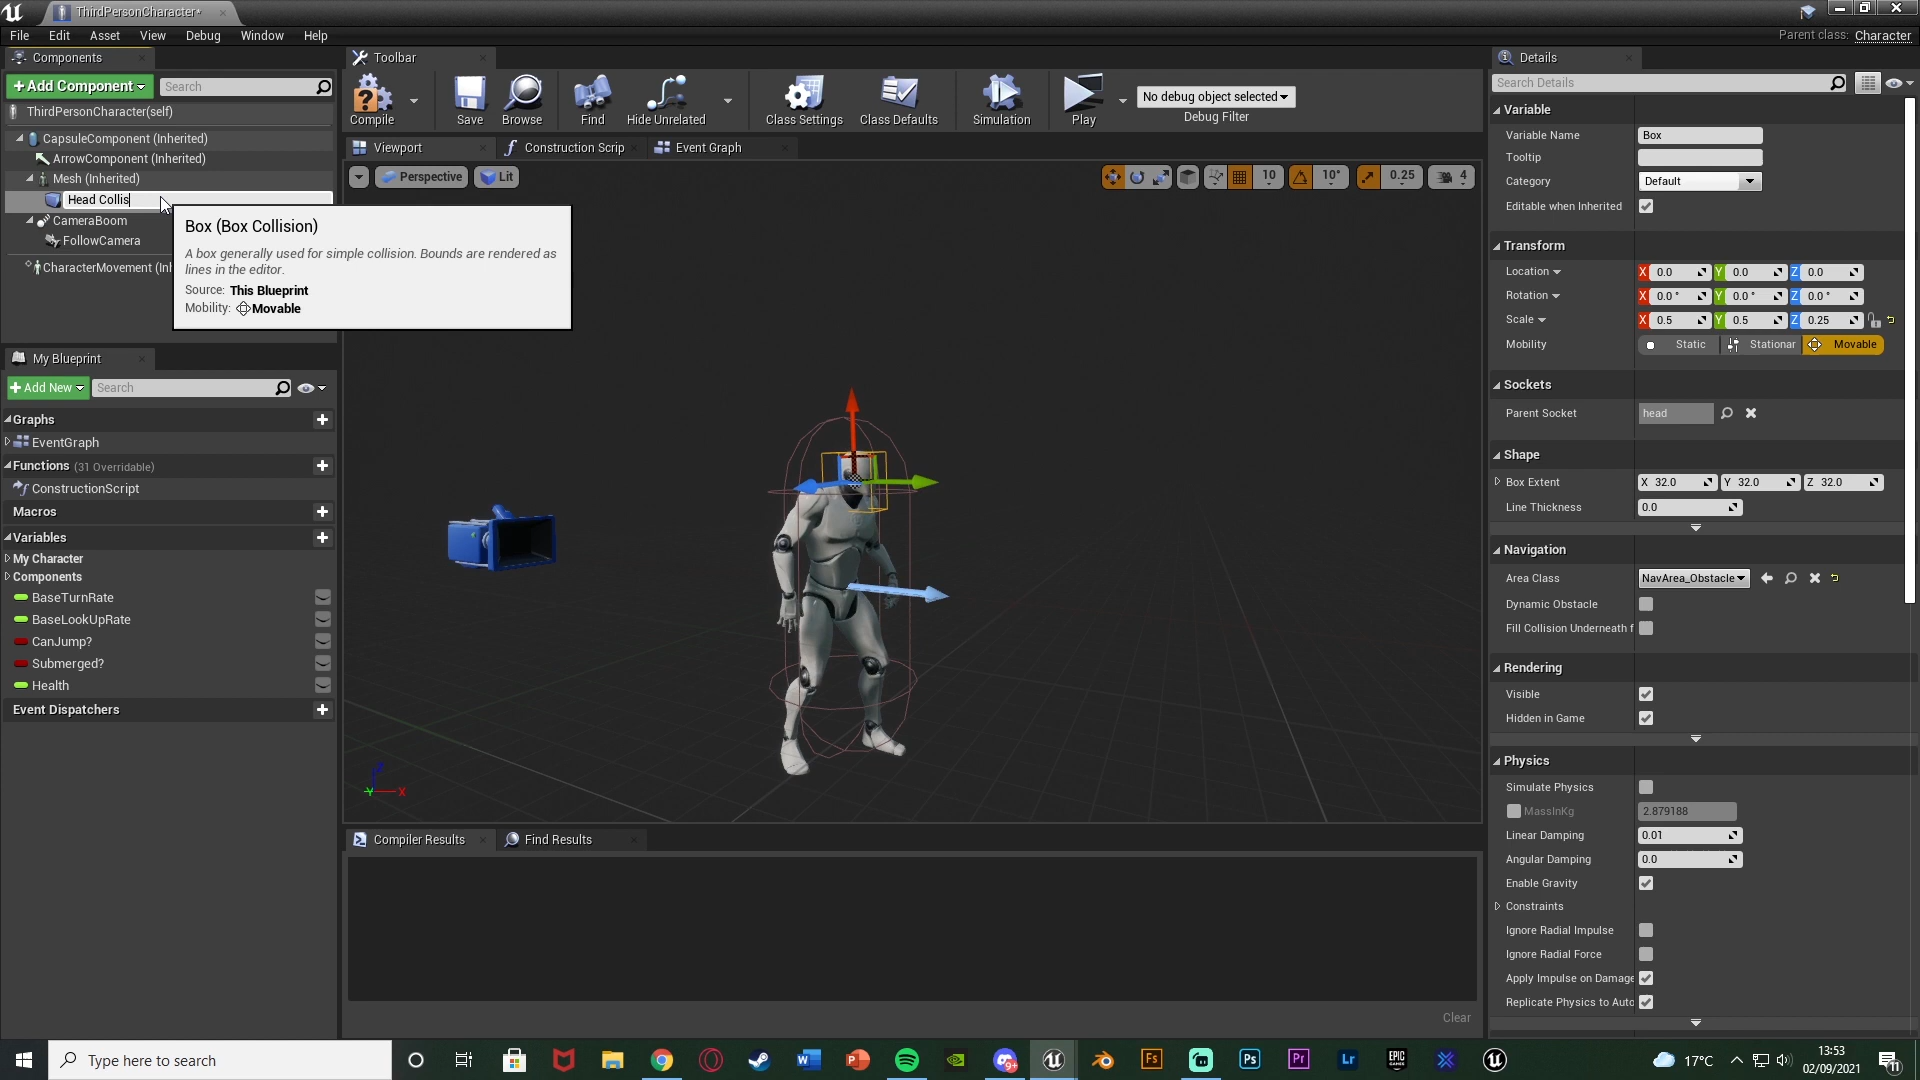 ThirdPersonCharacter*
File Edit Asset View Debug Window Help
Parent class: Character
Components
+ Add Component
Search
ThirdPersonCharacter(self)
CapsuleComponent (Inherited)
ArrowComponent (Inherited)
Mesh (Inherited)
Head Collis
CameraBoom
FollowCamera
CharacterMovement (Inh
Box (Box Collision)
A box generally used for simple collision. Bounds are rendered as
lines in the editor.
Source: This Blueprint
Mobility: Movable
My Blueprint
+ Add New
Search
Graphs
EventGraph
Functions (31 Overridable)
ConstructionScript
Macros
Variables
My Character
Components
BaseTurnRate
BaseLookUpRate
CanJump?
Submerged?
Health
Event Dispatchers
Toolbar
Compile Save Browse Find Hide Unrelated Class Settings Class Defaults Simulation Play
No debug object selected
Debug Filter
Viewport Construction Scrip Event Graph
Perspective Lit
10 10° 0.25 4
X Y
Compiler Results Find Results
Clear
Details
Search Details
Variable
Variable Name Box
Tooltip
Category Default
Editable when Inherited
Transform
Location X 0.0 Y 0.0 Z 0.0
Rotation X 0.0 ° Y 0.0 ° Z 0.0 °
Scale X 0.5 Y 0.5 Z 0.25
Mobility Static Stationar Movable
Sockets
Parent Socket head
Shape
Box Extent X 32.0 Y 32.0 Z 32.0
Line Thickness 0.0
Navigation
Area Class NavArea_Obstacle
Dynamic Obstacle
Fill Collision Underneath f
Rendering
Visible
Hidden in Game
Physics
Simulate Physics
MassInKg 2.879188
Linear Damping 0.01
Angular Damping 0.0
Enable Gravity
Constraints
Ignore Radial Impulse
Ignore Radial Force
Apply Impulse on Damage
Replicate Physics to Auto
Type here to search
W P 9+ Fs Ps Pr Lr EPIC GAMES
17°C
13:53
02/09/2021
11